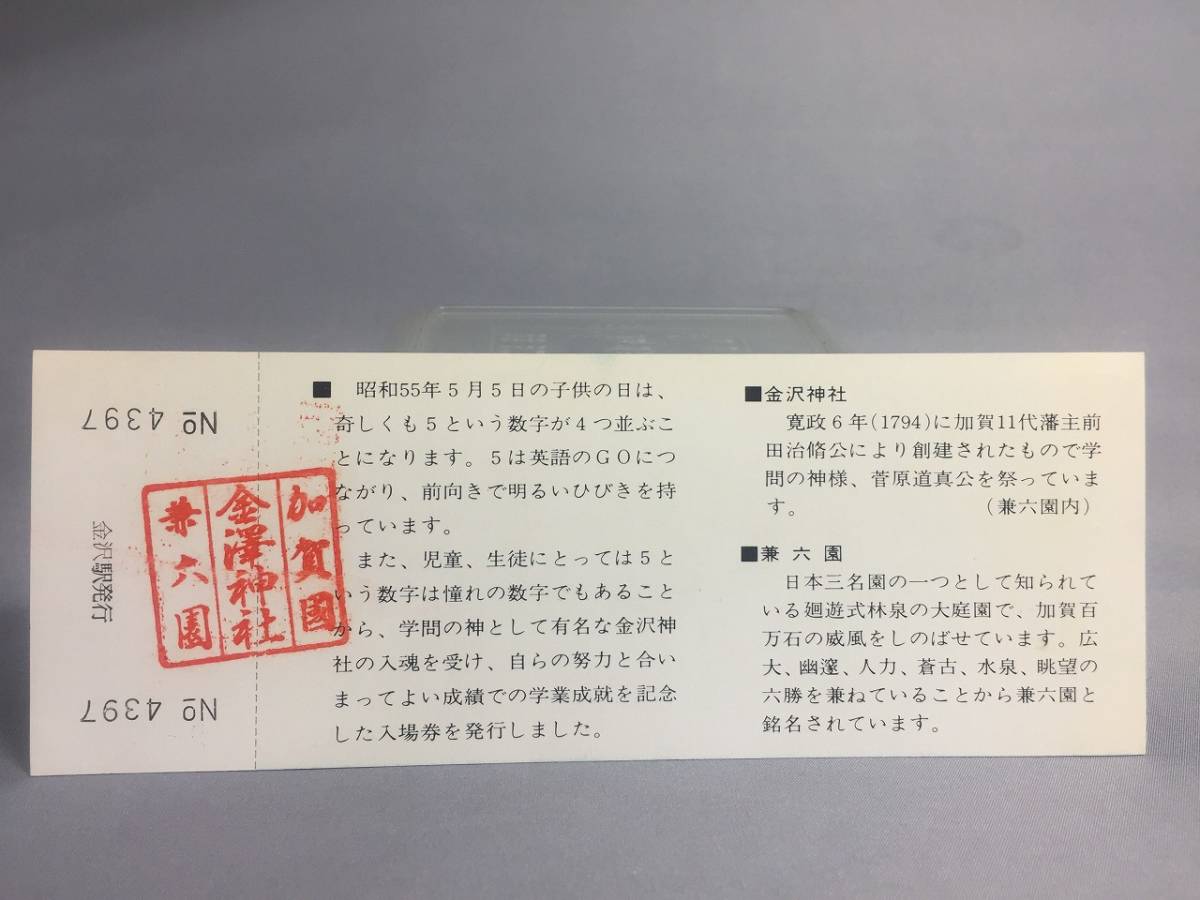 № 4397
金沢駅発行
№ 4397
加賀國
金澤神社
兼六園
■ 昭和55年5月5日の子供の日は、
奇しくも5という数字が4つ並ぶこ
とになります。5は英語のGOにつ
ながり、前向きで明るいひびきを持
っています。
また、児童、生徒にとっては5と
いう数字は憧れの数字でもあること
から、学問の神として有名な金沢神
社の入魂を受け、自らの努力と合い
まってよい成績での学業成就を記念
した入場券を発行しました。
■金沢神社
寛政6年(1794)に加賀11代藩主前
田治脩公により創建されたもので学
問の神様、菅原道真公を祭っていま
す。 (兼六園内)
■兼六園
日本三名園の一つとして知られて
いる廻遊式林泉の大庭園で、加賀百
万石の威風をしのばせています。広
大、幽邃、人力、蒼古、水泉、眺望の
六勝を兼ねていることから兼六園と
銘名されています。